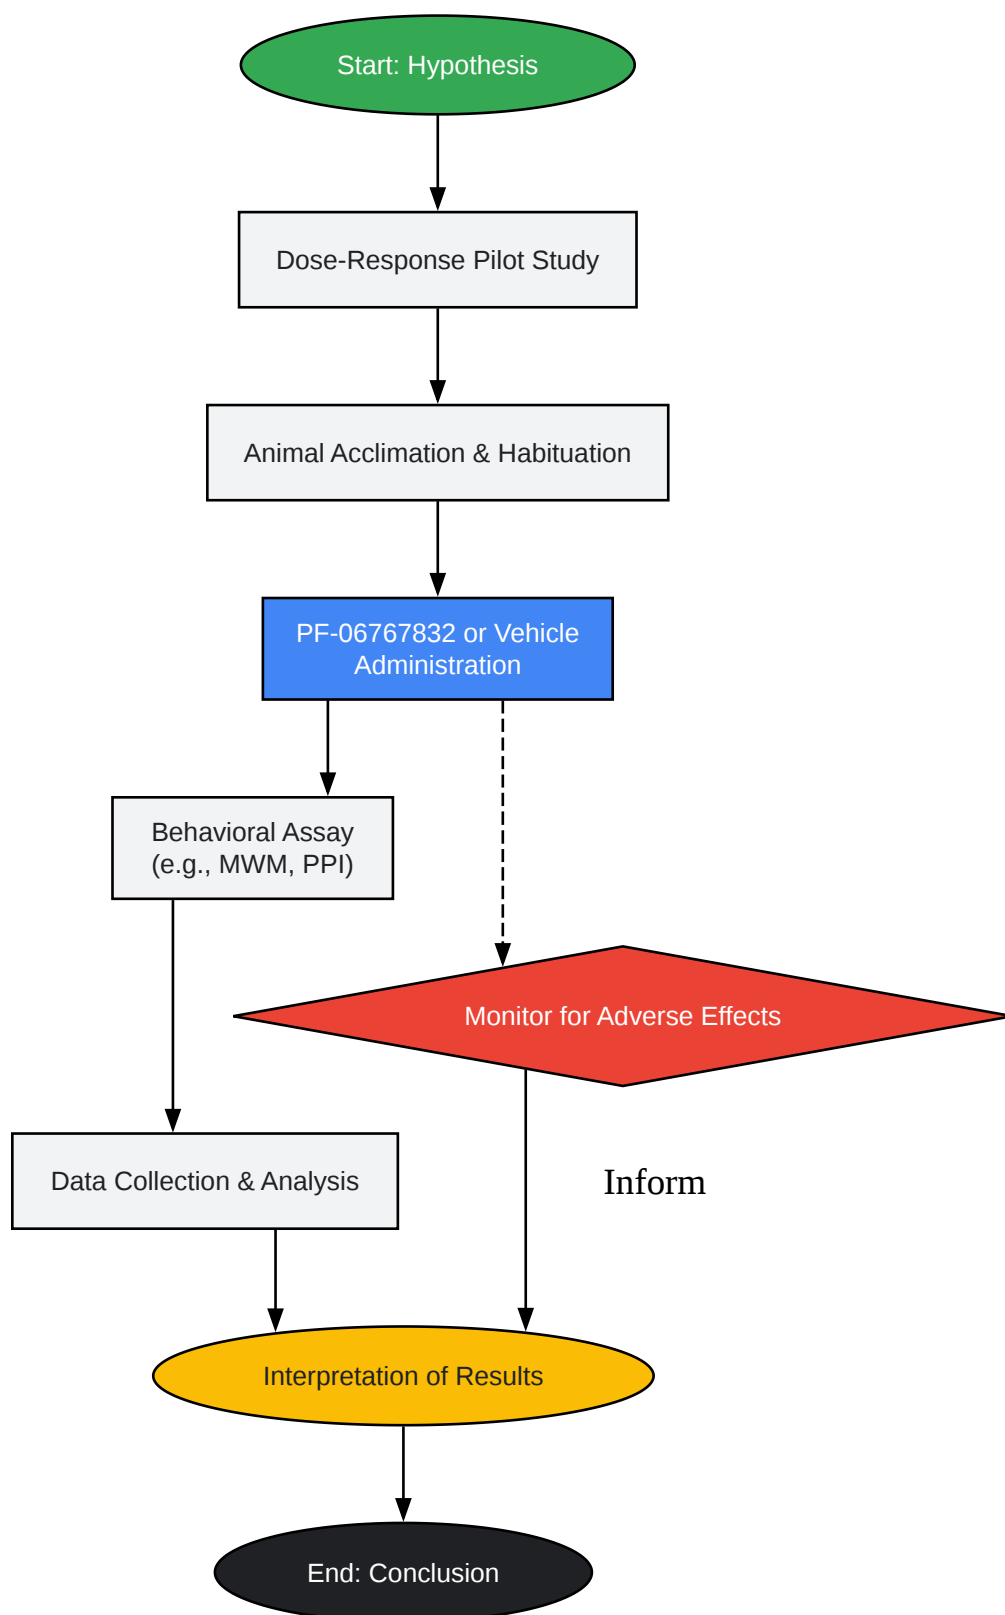 Start: Hypothesis
Dose-Response Pilot Study
Animal Acclimation & Habituation
PF-06767832 or Vehicle
Administration
Behavioral Assay
(e.g., MWM, PPI)
Monitor for Adverse Effects
Data Collection & Analysis
Inform
Interpretation of Results
End: Conclusion